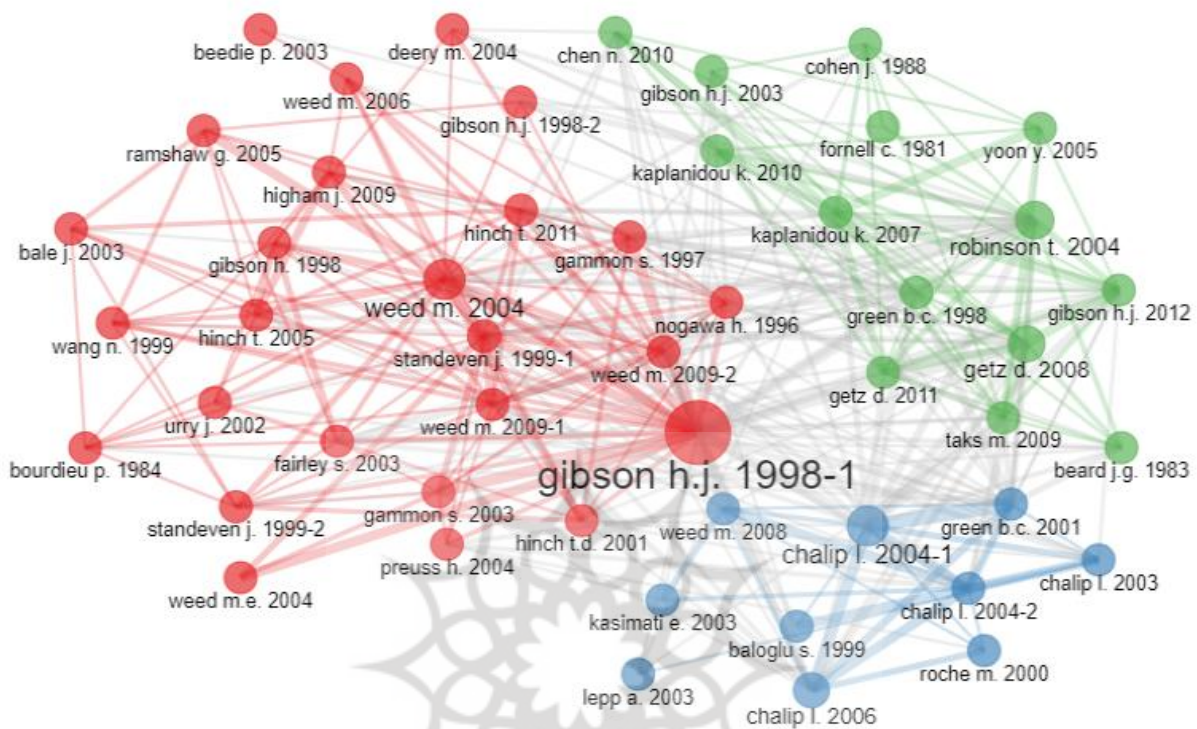 beedie p. 2003
deery m. 2004
chen n. 2010
cohen j. 1988
weed m. 2006
gibson h.j. 2003
gibson h.j. 1998-2
ramshaw g. 2005
fornell c. 1981
yoon y. 2005
kaplanidou k. 2010
higham j. 2009
hinch t. 2011
kaplanidou k. 2007
robinson t. 2004
bale j. 2003
gibson h. 1998
gammon s. 1997
weed m. 2004
nogawa h. 1996
green b.c. 1998
gibson h.j. 2012
wang n. 1999
hinch t. 2005
standeven j. 1999-1
weed m. 2009-2
getz d. 2008
getz d. 2011
urry j. 2002
weed m. 2009-1
taks m. 2009
bourdieu p. 1984
fairley s. 2003
gibson h.j. 1998-1
beard j.g. 1983
standeven j. 1999-2
gammon s. 2003
hinch t.d. 2001
weed m. 2008
chalip l. 2004-1
green b.c. 2001
preuss h. 2004
weed m.e. 2004
chalip l. 2003
kasimati e. 2003
chalip l. 2004-2
baloglu s. 1999
roche m. 2000
lepp a. 2003
chalip l. 2006